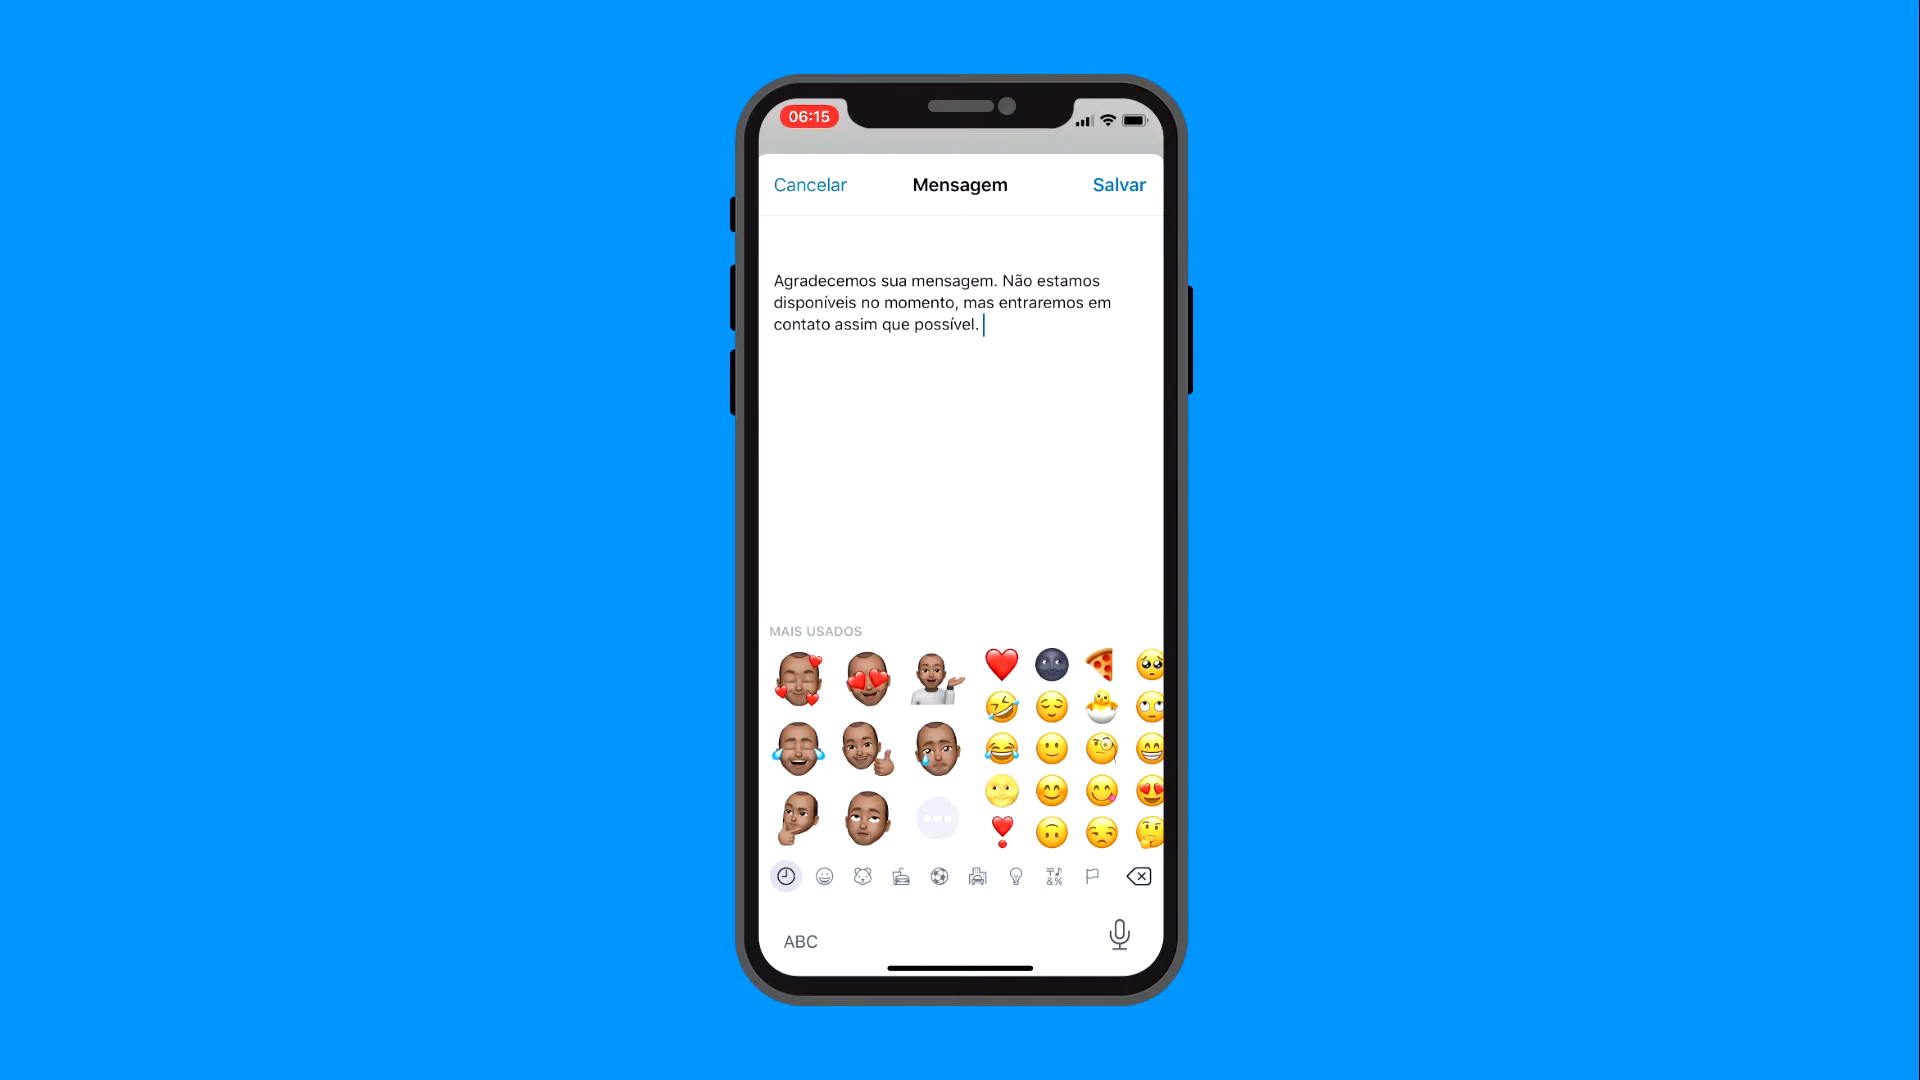 06:15
Cancelar Mensagem Salvar
Agradecemos sua mensagem. Não estamos
disponíveis no momento, mas entraremos em
contato assim que possível.
MAIS USADOS
ABC